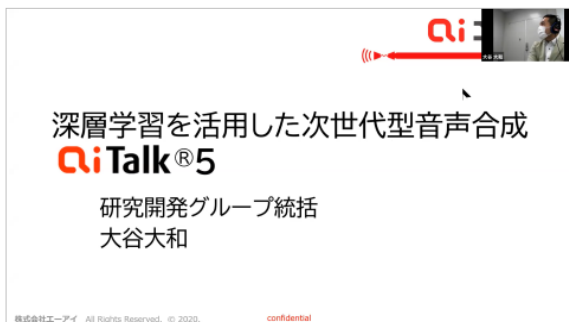 Ai
深層学習を活用した次世代型音声合成
AiTalk®5
研究開発グループ統括
大谷大和
株式会社エーアイ All Rights Reserved. © 2020.
confidential